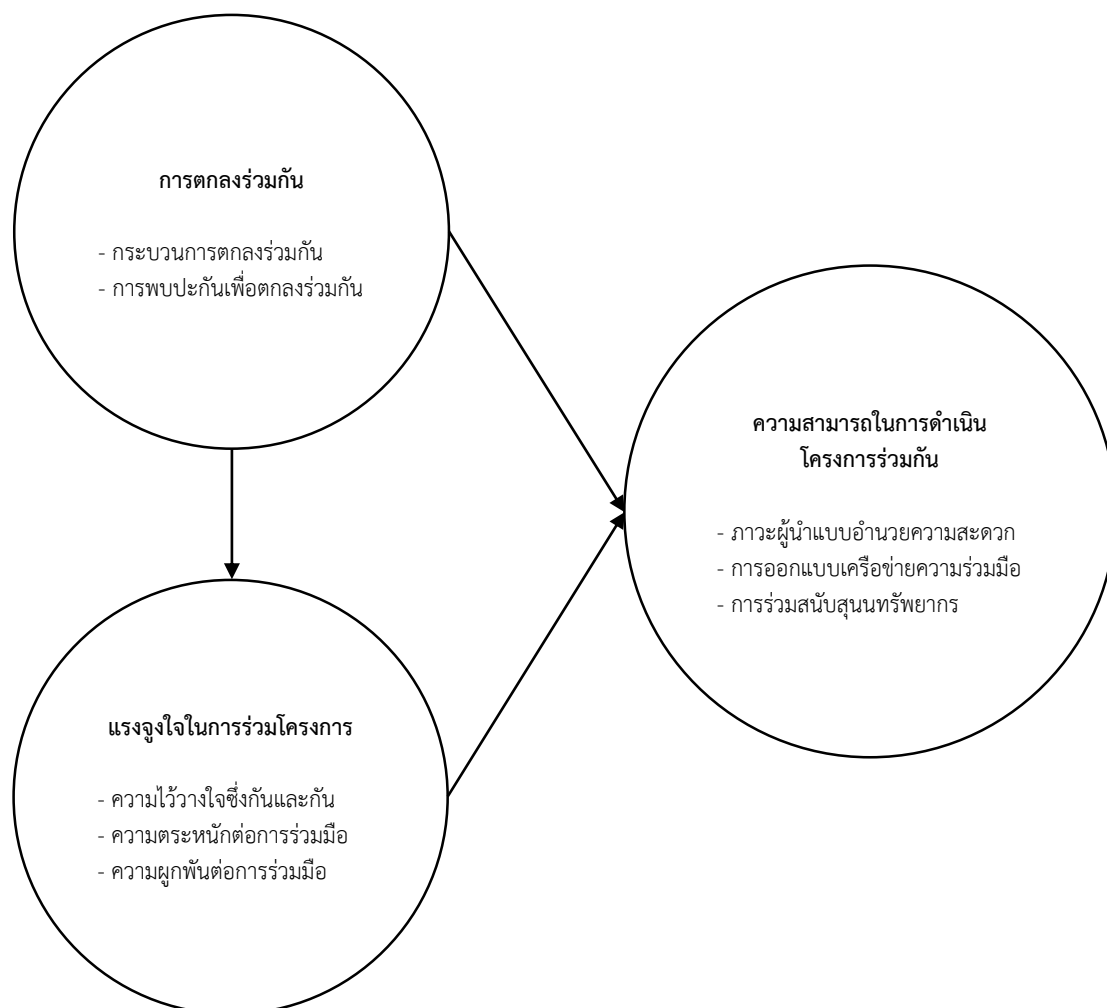 การตกลงร่วมกัน
- กระบวนการตกลงร่วมกัน
- การพบปะกันเพื่อตกลงร่วมกัน
ความสามารถในการดำเนิน
โครงการร่วมกัน
- ภาวะผู้นำแบบอำนวยความสะดวก
- การออกแบบเครือข่ายความร่วมมือ
- การร่วมสนับสุนนทรัพยากร
แรงจูงใจในการร่วมโครงการ
- ความไว้วางใจซึ่งกันและกัน
- ความตระหนักต่อการร่วมมือ
- ความผูกพันต่อการร่วมมือ